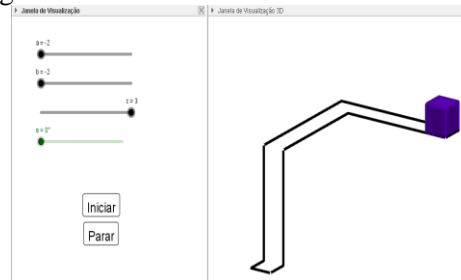 Janela de Visualização
Janela de Visualização 3D
a = -2
b = -2
c = 3
α = 0°
Iniciar
Parar